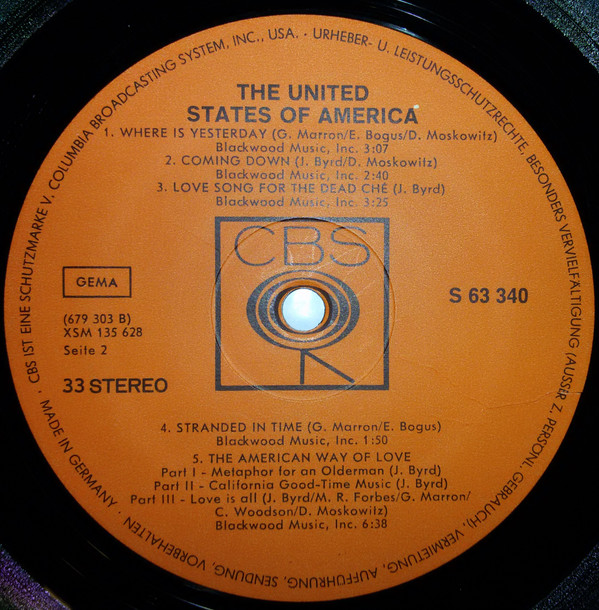 CBS IST EINE SCHUTZMARKE V. COLUMBIA BROADCASTING SYSTEM, INC., USA. · URHEBER- U. LEISTUNGSSCHUTZRECHTE, BESONDERS VERVIELFÄLTIGUNG (AUSSER Z. PERSÖNL. GEBRAUCH), VERMIETUNG, AUFFÜHRUNG, SENDUNG, VORBEHALTEN · MADE IN GERMANY ·
THE UNITED
STATES OF AMERICA
1. WHERE IS YESTERDAY (G. Marron/E. Bogus/D. Moskowitz)
Blackwood Music, Inc. 3:07
2. COMING DOWN (J. Byrd/D. Moskowitz)
Blackwood Music, Inc. 2:40
3. LOVE SONG FOR THE DEAD CHÉ (J. Byrd)
Blackwood Music, Inc. 3:25
CBS
GEMA
S 63 340
(679 303 B)
XSM 135 628
Seite 2
33 STEREO
4. STRANDED IN TIME (G. Marron/E. Bogus)
Blackwood Music, Inc. 1:50
5. THE AMERICAN WAY OF LOVE
Part I - Metaphor for an Olderman (J. Byrd)
Part II - California Good-Time Music (J. Byrd)
Part III - Love is all (J. Byrd/M. R. Forbes/G. Marron/
C. Woodson/D. Moskowitz)
Blackwood Music, Inc. 6:38